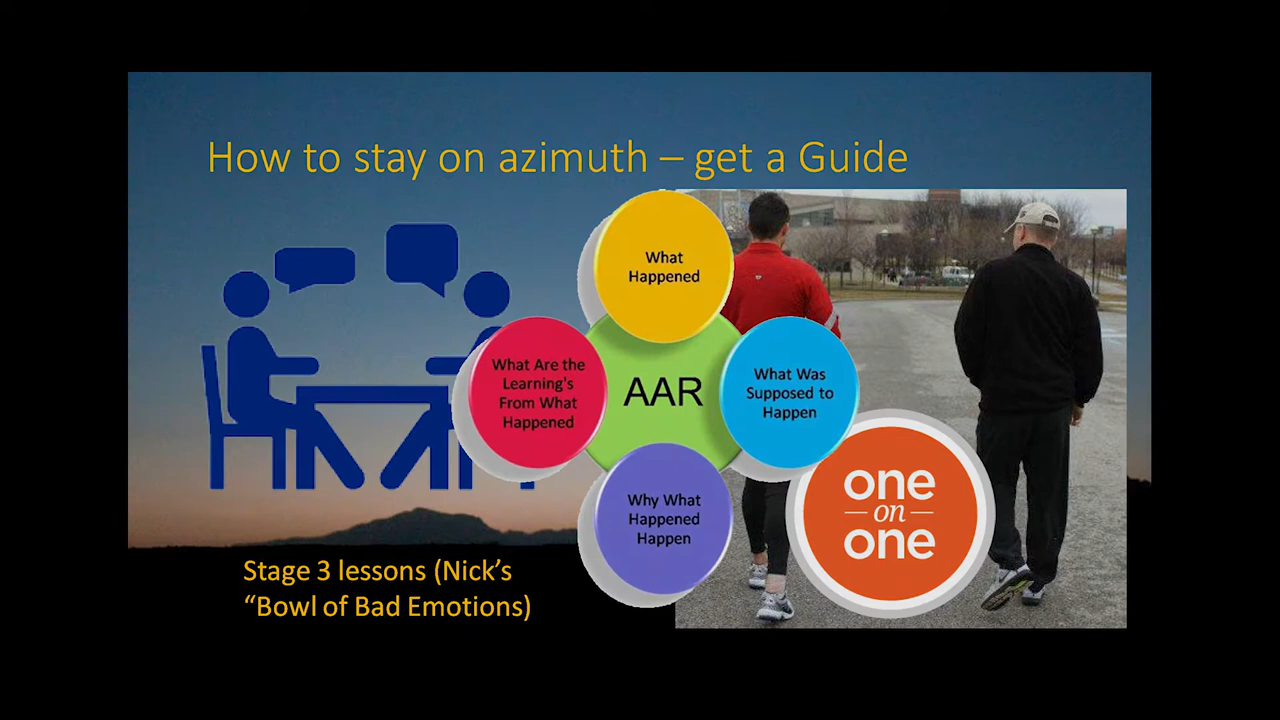 How to stay on azimuth – get a Guide
What
Happened
What Are the
Learning's
From What
Happened
AAR
What Was
Supposed to
Happen
Why What
Happened
Happen
one
on
one
Stage 3 lessons (Nick’s
“Bowl of Bad Emotions)